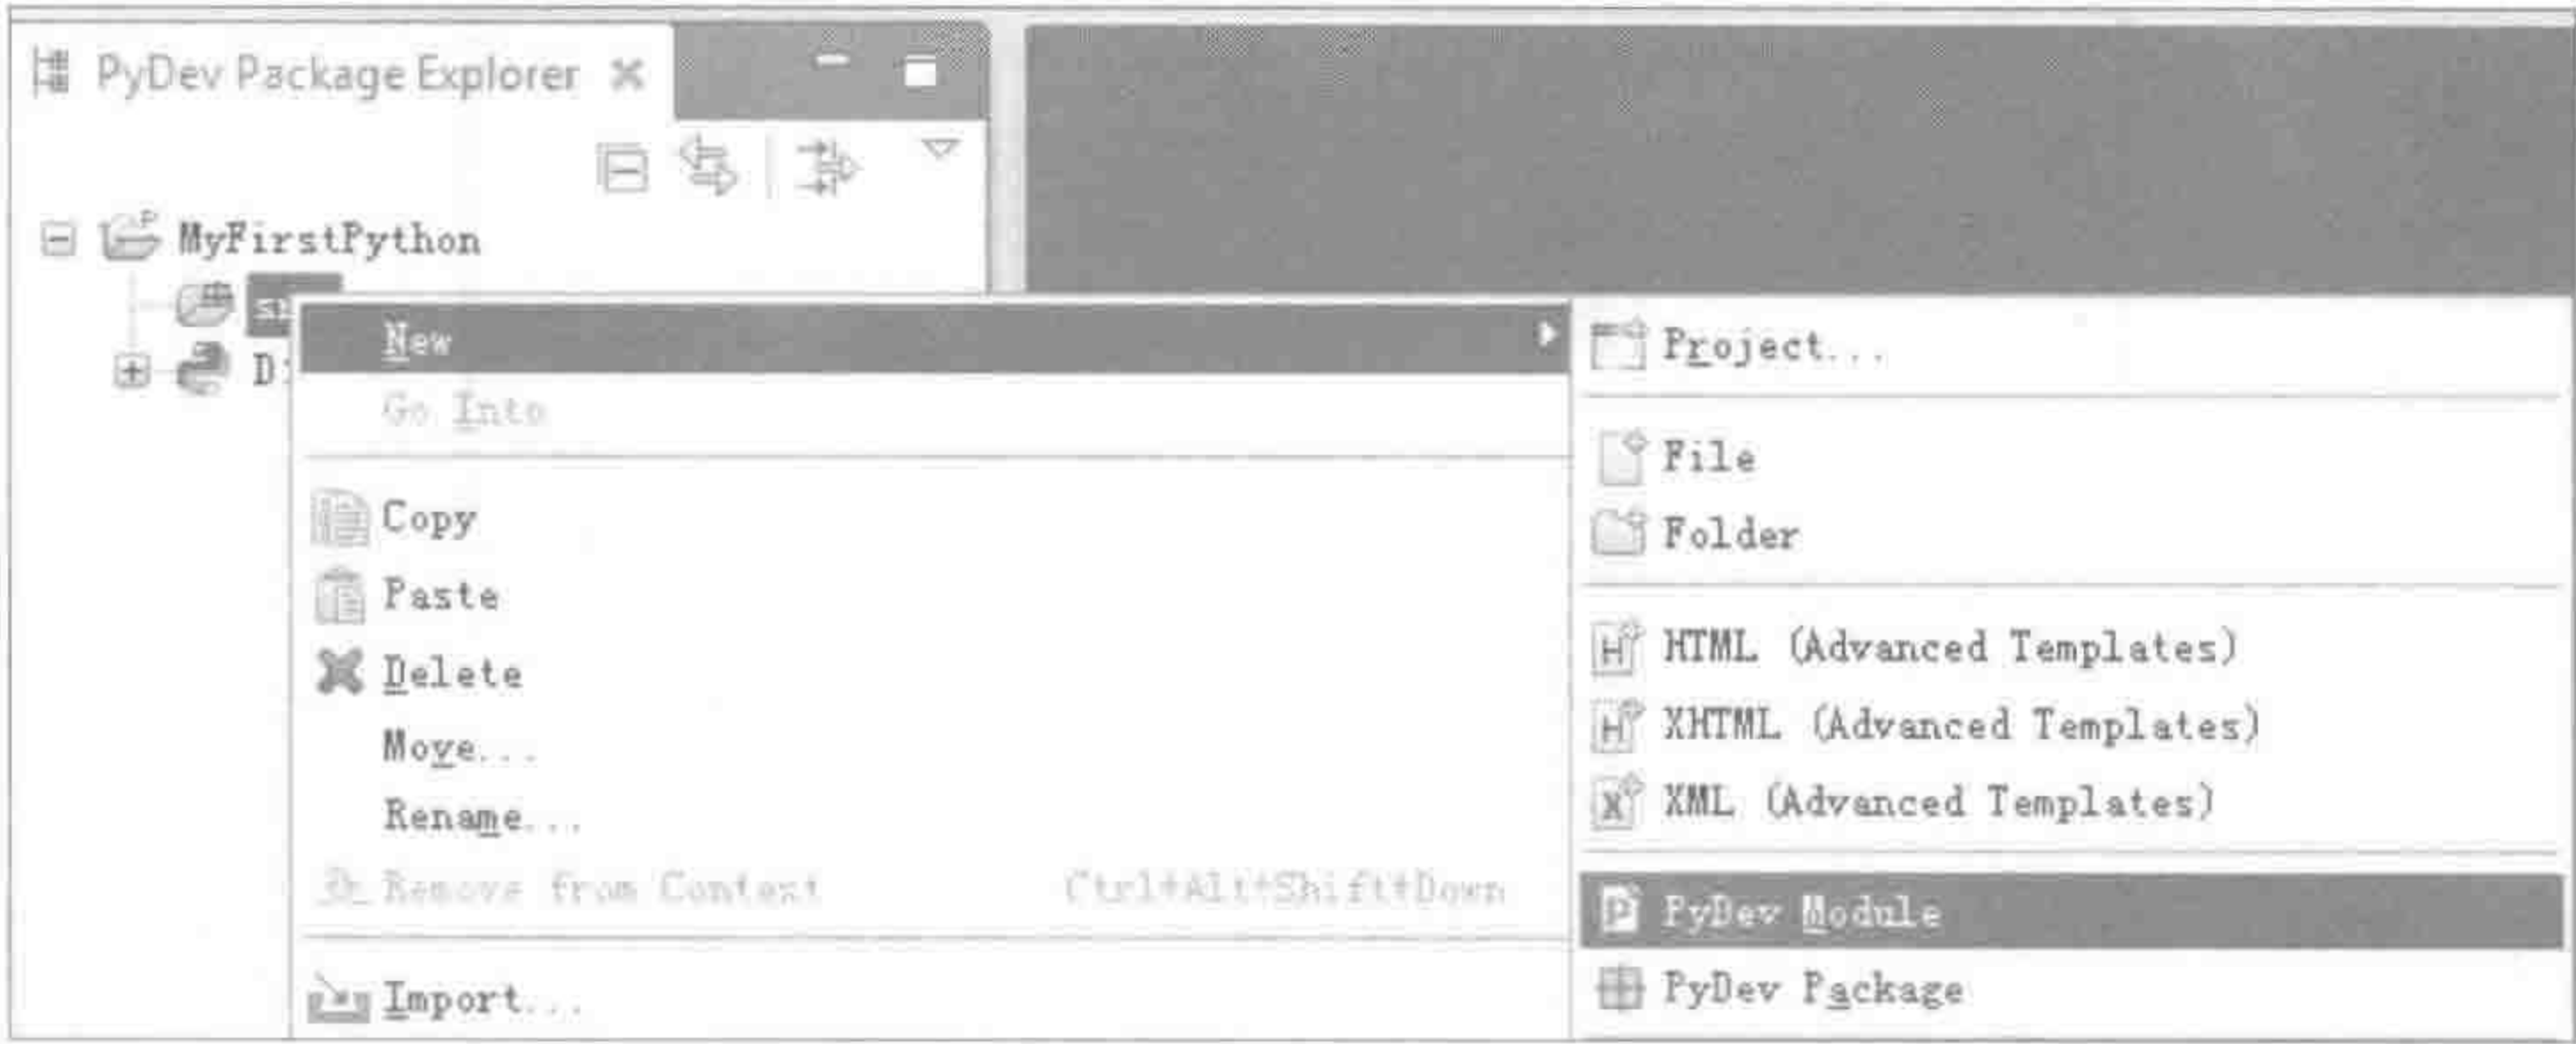 PyDev Package Explorer
MyFirstPython
New
Go Into
Copy
Paste
Delete
Move...
Rename...
Remove from Context Ctrl+Alt+Shift+Down
Import...
Project...
File
Folder
HTML (Advanced Templates)
XHTML (Advanced Templates)
XML (Advanced Templates)
PyDev Module
PyDev Package